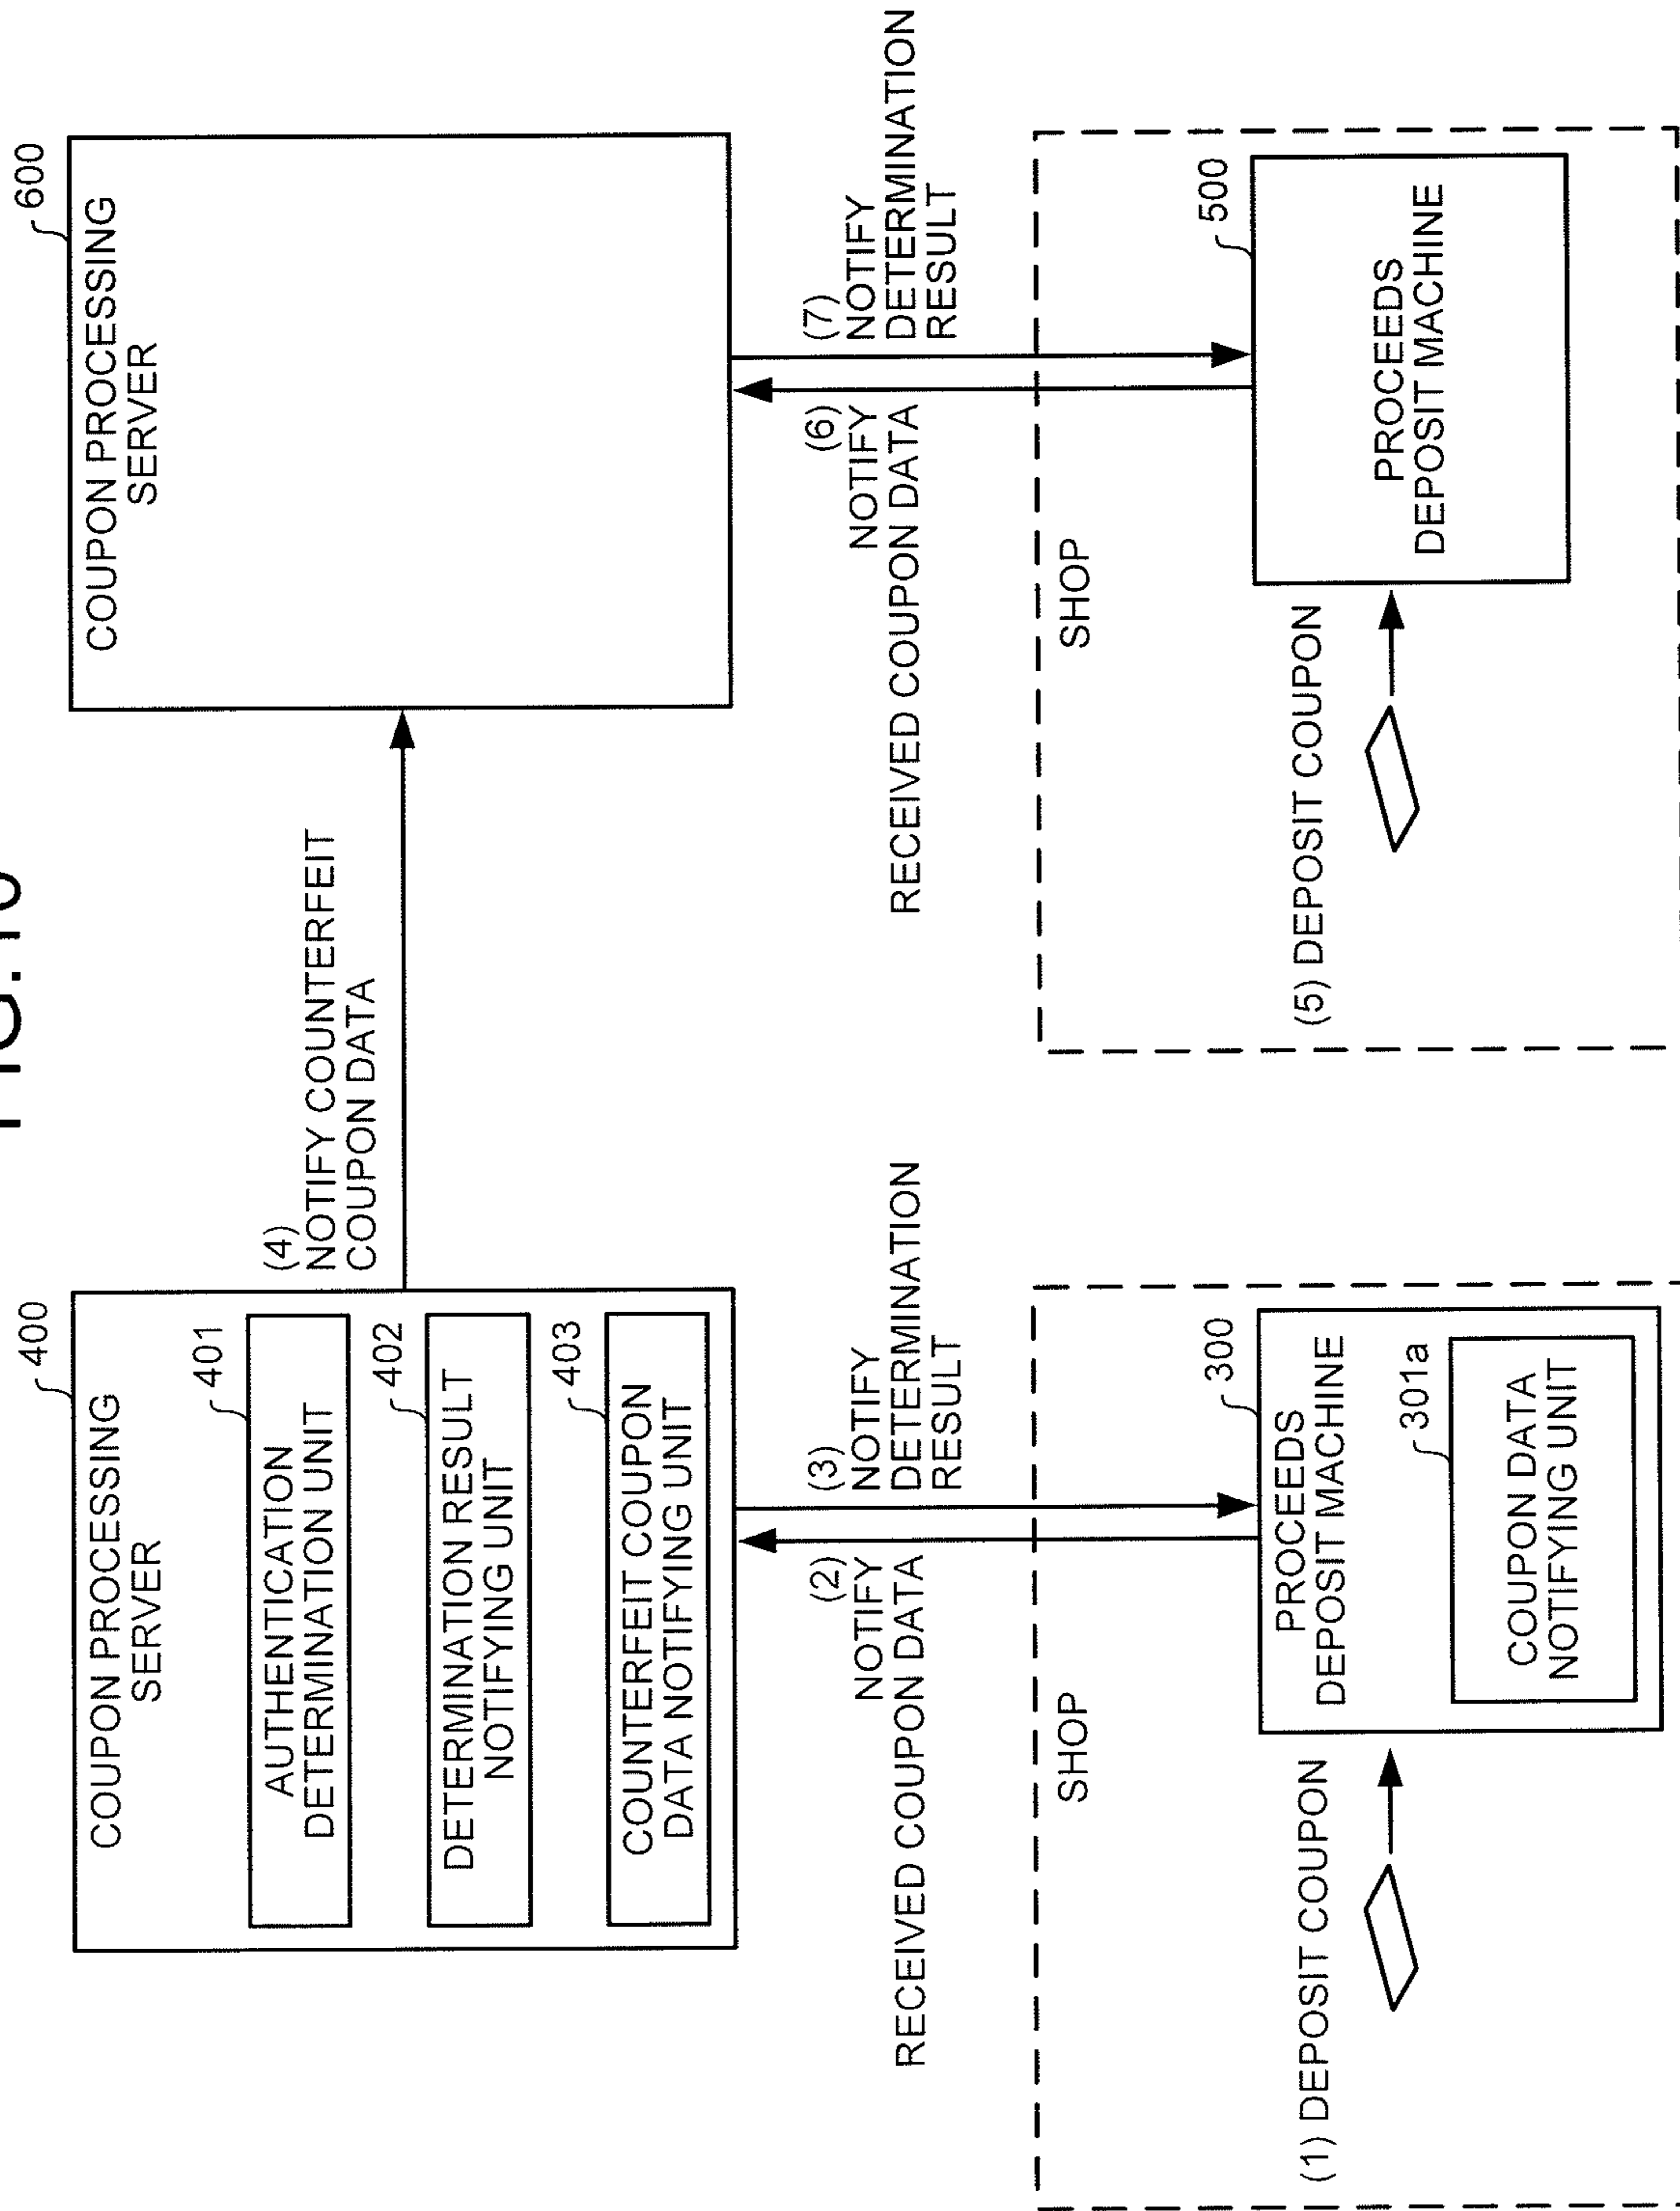 400
COUPON PROCESSING
SERVER
401
AUTHENTICATION
DETERMINATION UNIT
402
DETERMINATION RESULT
NOTIFYING UNIT
403
COUNTERFEIT COUPON
DATA NOTIFYING UNIT
(4)
NOTIFY COUNTERFEIT
COUPON DATA
600
COUPON PROCESSING
SERVER
(2)
NOTIFY
RECEIVED COUPON DATA
(3)
NOTIFY
DETERMINATION
RESULT
(6)
NOTIFY
RECEIVED COUPON DATA
(7)
NOTIFY
DETERMINATION
RESULT
SHOP
(1) DEPOSIT COUPON
300
PROCEEDS
DEPOSIT MACHINE
301a
COUPON DATA
NOTIFYING UNIT
SHOP
(5) DEPOSIT COUPON
500
PROCEEDS
DEPOSIT MACHINE